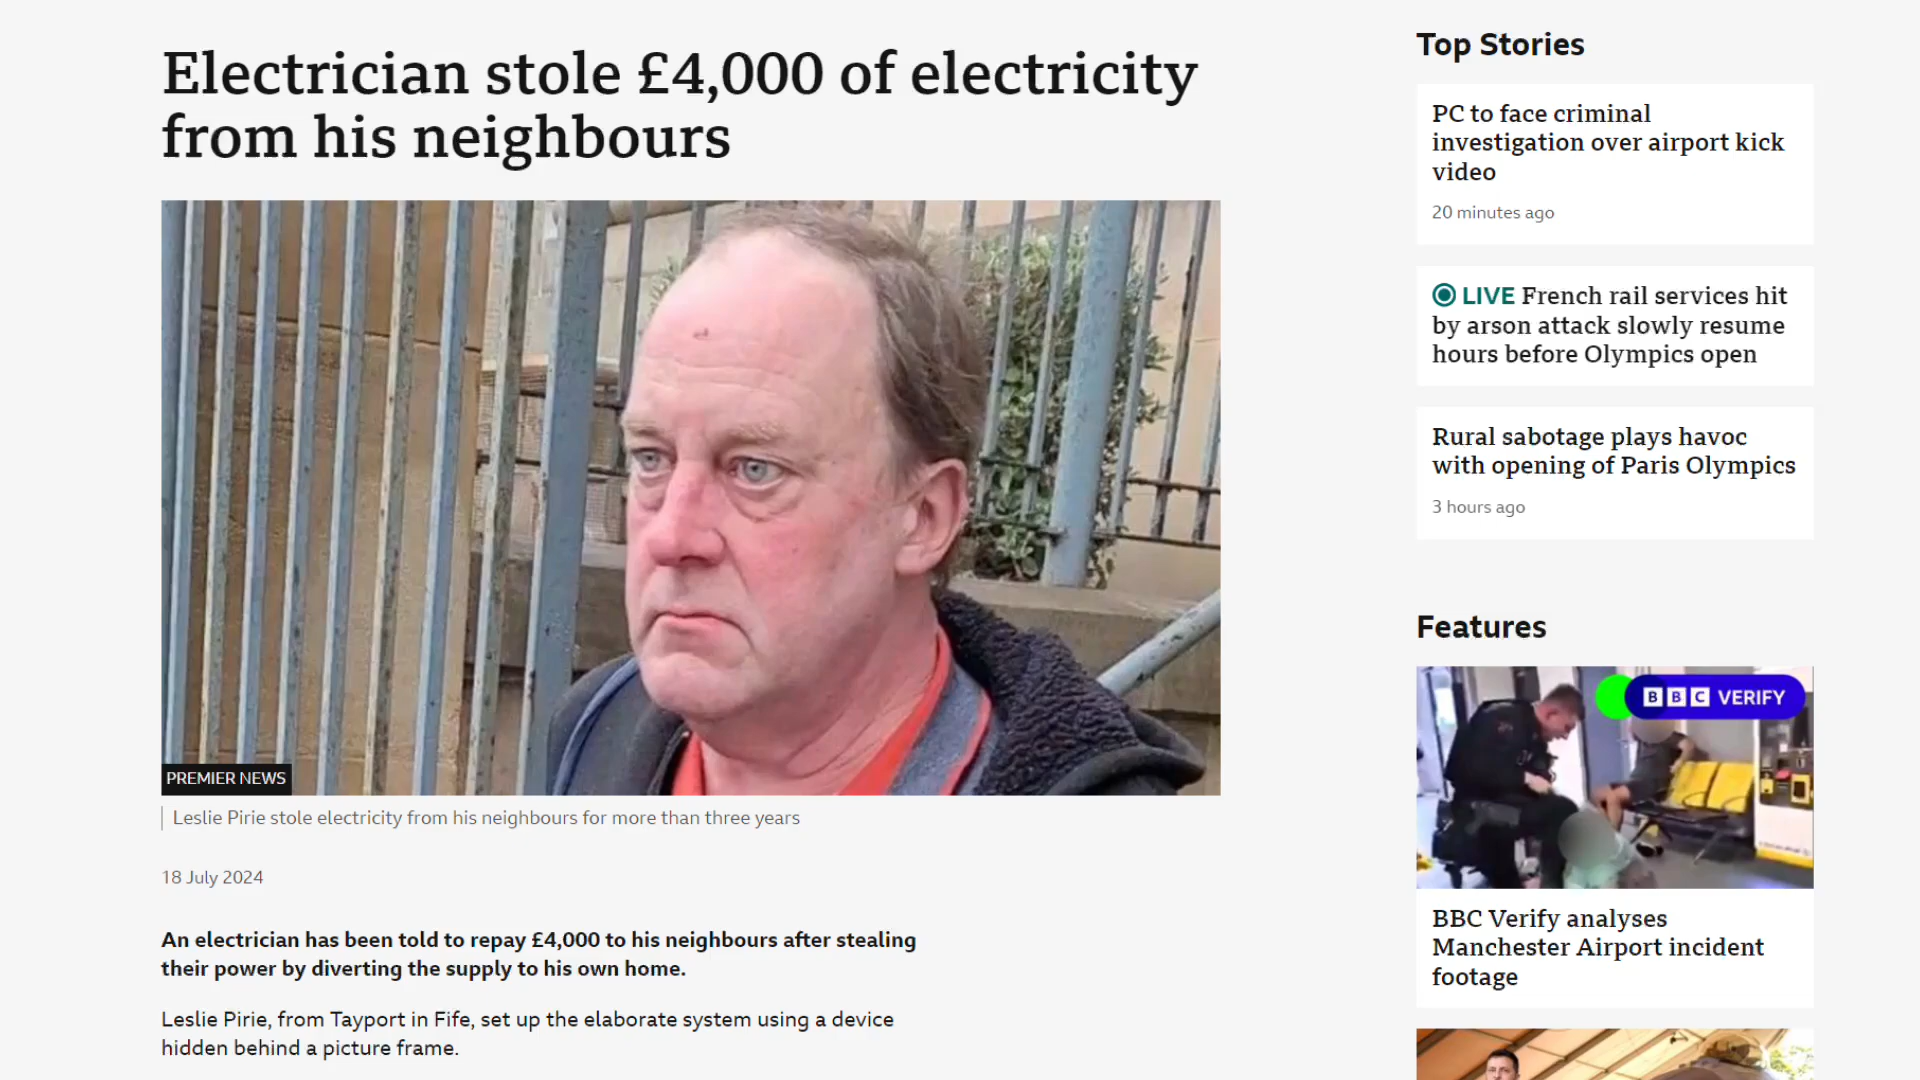 Electrician stole £4,000 of electricity
from his neighbours
PREMIER NEWS
Leslie Pirie stole electricity from his neighbours for more than three years
18 July 2024
An electrician has been told to repay £4,000 to his neighbours after stealing
their power by diverting the supply to his own home.
Leslie Pirie, from Tayport in Fife, set up the elaborate system using a device
hidden behind a picture frame.
Top Stories
PC to face criminal
investigation over airport kick
video
20 minutes ago
LIVE French rail services hit
by arson attack slowly resume
hours before Olympics open
Rural sabotage plays havoc
with opening of Paris Olympics
3 hours ago
Features
BBC VERIFY
BBC Verify analyses
Manchester Airport incident
footage